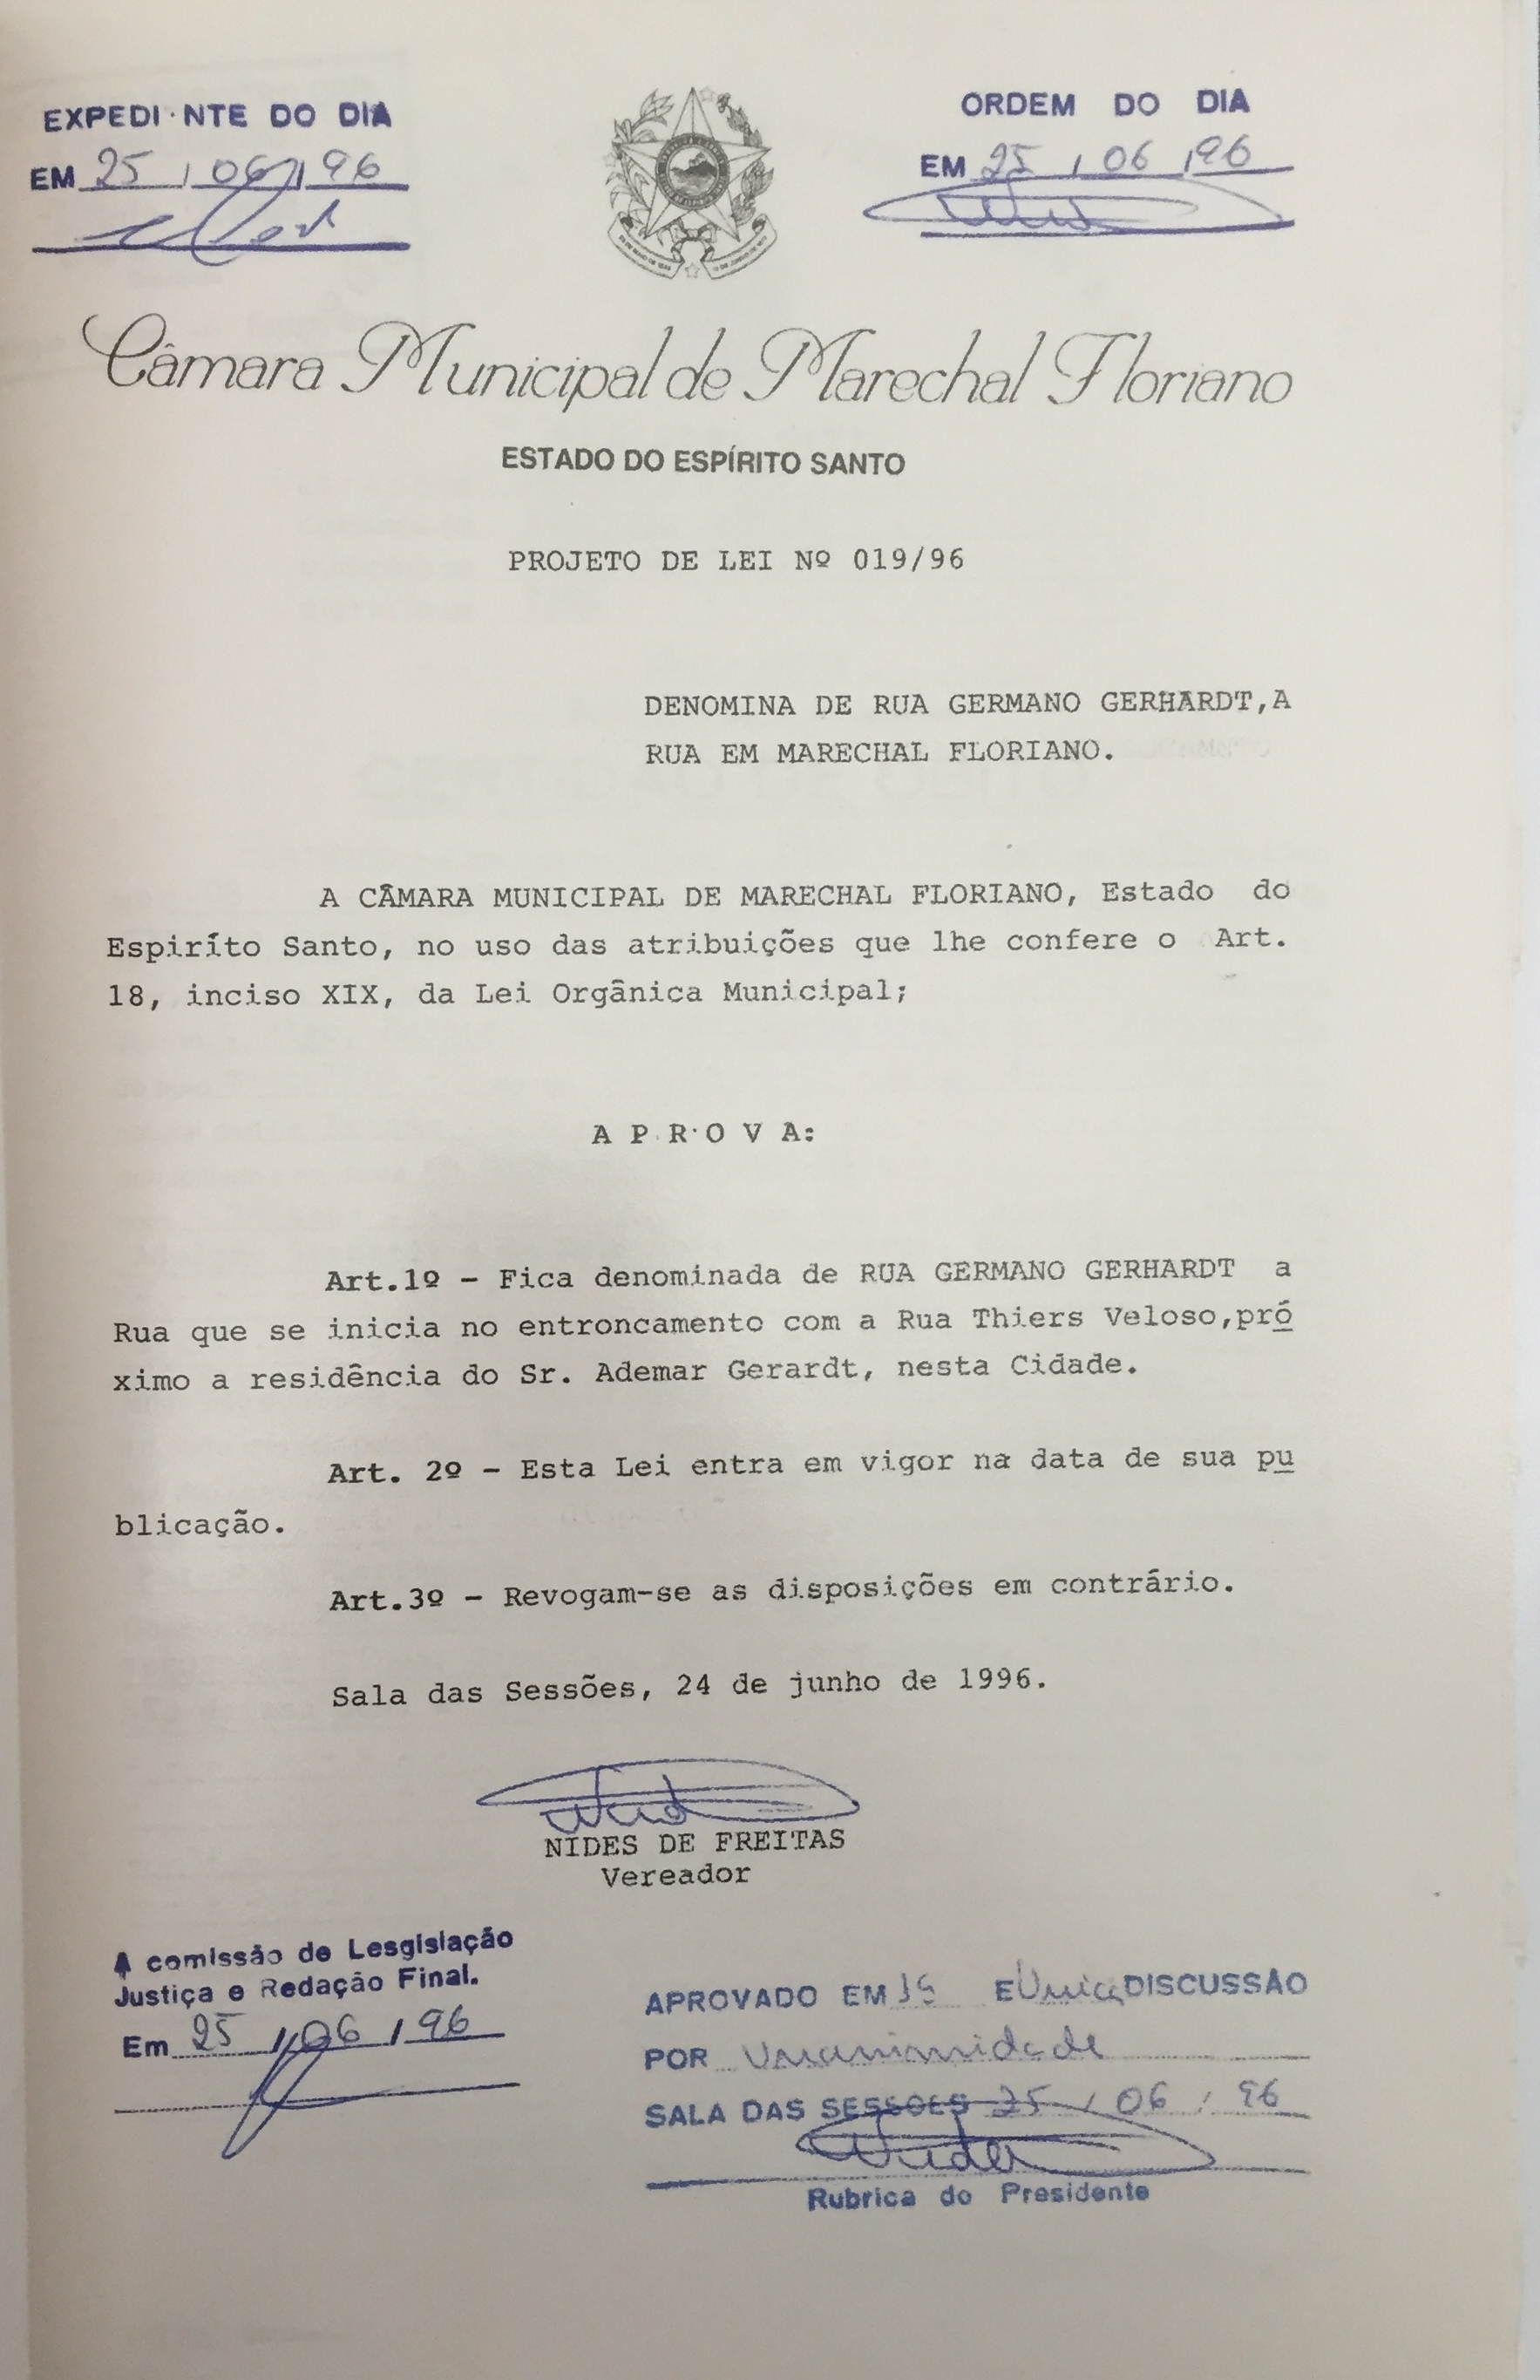 EXPEDI NTE DO DIA
EM 25 / 06 / 96
ORDEM DO DIA
EM 25 / 06 / 96
Câmara Municipal de Marechal Floriano
ESTADO DO ESPÍRITO SANTO
PROJETO DE LEI Nº 019/96
DENOMINA DE RUA GERMANO GERHARDT,A
RUA EM MARECHAL FLORIANO.
A CÂMARA MUNICIPAL DE MARECHAL FLORIANO, Estado do
Espiríto Santo, no uso das atribuições que lhe confere o Art.
18, inciso XIX, da Lei Orgânica Municipal;
A P R O V A:
Art.1º - Fica denominada de RUA GERMANO GERHARDT a
Rua que se inicia no entroncamento com a Rua Thiers Veloso,pró
ximo a residência do Sr. Ademar Gerardt, nesta Cidade.
Art. 2º - Esta Lei entra em vigor na data de sua pu
blicação.
Art.3º - Revogam-se as disposições em contrário.
Sala das Sessões, 24 de junho de 1996.
NIDES DE FREITAS
Vereador
A comissão de Lesgislação
Justiça e Redação Final.
Em 25 / 06 / 96
APROVADO EM E Unica DISCUSSÃO
POR Unanimidade
SALA DAS SESSOES 25 / 06 / 96
Rubrica do Presidente